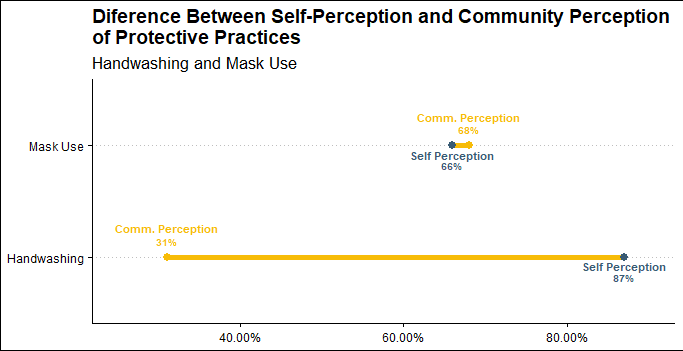 Diference Between Self-Perception and Community Perception
of Protective Practices
Handwashing and Mask Use
Comm. Perception
68%
Mask Use
Self Perception
66%
Comm. Perception
31%
Handwashing
Self Perception
87%
40.00% 60.00% 80.00%